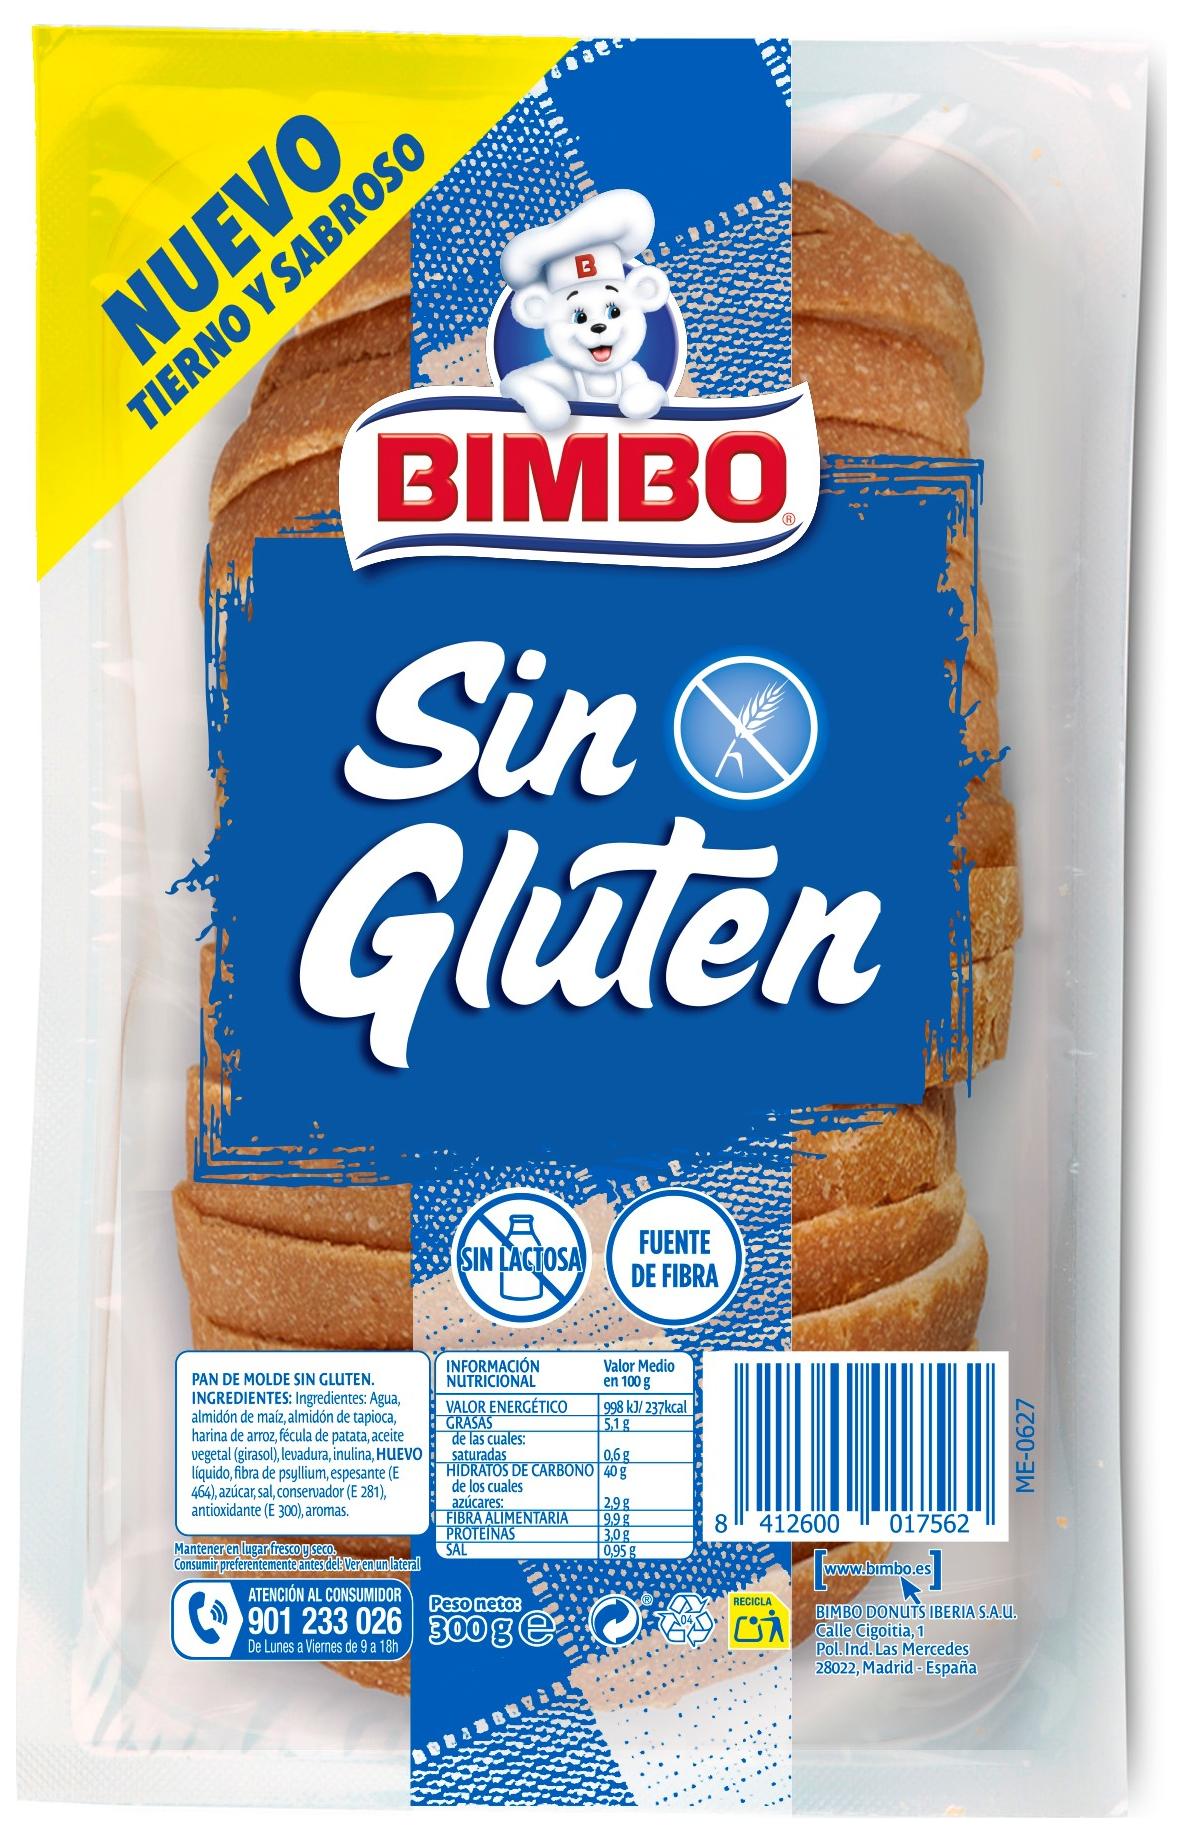 NUEVO
TIERNO Y SABROSO
B
BIMBO®
Sin
Gluten
SIN LACTOSA
FUENTE
DE FIBRA
PAN DE MOLDE SIN GLUTEN.
INGREDIENTES: Ingredientes: Agua,
almidón de maíz, almidón de tapioca,
harina de arroz, fécula de patata, aceite
vegetal (girasol), levadura, inulina, HUEVO
líquido, fibra de psyllium, espesante (E
464), azúcar, sal, conservador (E 281),
antioxidante (E 300), aromas.
Mantener en lugar fresco y seco.
Consumir preferentemente antes del: Ver en un lateral
ATENCIÓN AL CONSUMIDOR
901 233 026
De Lunes a Viernes de 9 a 18h
INFORMACIÓN NUTRICIONAL Valor Medio en 100 g
VALOR ENERGÉTICO 998 kJ/ 237kcal
GRASAS 5,1 g
de las cuales:
saturadas 0,6 g
HIDRATOS DE CARBONO 40 g
de los cuales
azúcares: 2,9 g
FIBRA ALIMENTARIA 9,9 g
PROTEÍNAS 3,0 g
SAL 0,95 g
Peso neto:
300 g e
®
04
RECICLA
8 412600 017562
ME-0627
[www.bimbo.es]
BIMBO DONUTS IBERIA S.A.U.
Calle Cigoitia, 1
Pol. Ind. Las Mercedes
28022, Madrid - España